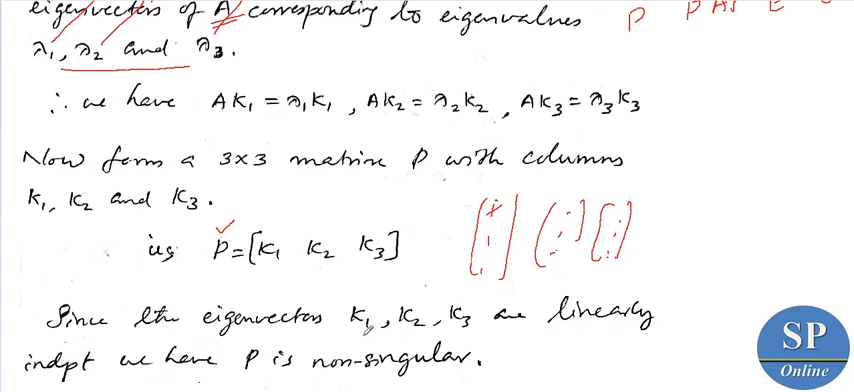 eigenvectors of A corresponding to eigenvalues
λ₁, λ₂ and λ₃.
∴ we have AK₁ = λ₁K₁, AK₂ = λ₂K₂, AK₃ = λ₃K₃
Now form a 3×3 matrix P with columns
K₁, K₂ and K₃.
P = [K₁ K₂ K₃]
Since the eigenvectors K₁, K₂, K₃ are linearly
indpt we have P is non-singular.
SP
Online